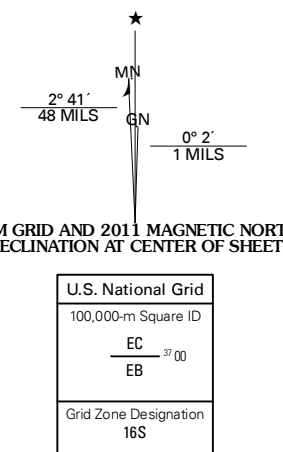 MN
2° 41´
48 MILS
GN
0° 2´
1 MILS
M GRID AND 2011 MAGNETIC NORT
ECLINATION AT CENTER OF SHEET
U.S. National Grid
100,000-m Square ID
EC
37 00
EB
Grid Zone Designation
16S